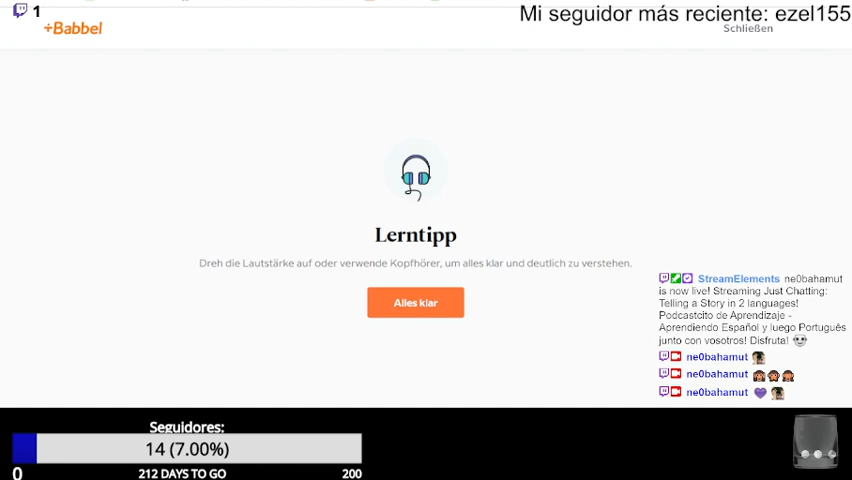 1
Mi seguidor más reciente: ezel155
÷Babbel
Schließen
Lerntipp
Dreh die Lautstärke auf oder verwende Kopfhörer, um alles klar und deutlich zu verstehen.
Alles klar
StreamElements ne0bahamut
is now live! Streaming Just Chatting:
Telling a Story in 2 languages!
Podcastcito de Aprendizaje -
Aprendiendo Español y luego Português
junto con vosotros! Disfruta!
ne0bahamut
ne0bahamut
ne0bahamut
Seguidores:
14 (7.00%)
0 212 DAYS TO GO 200